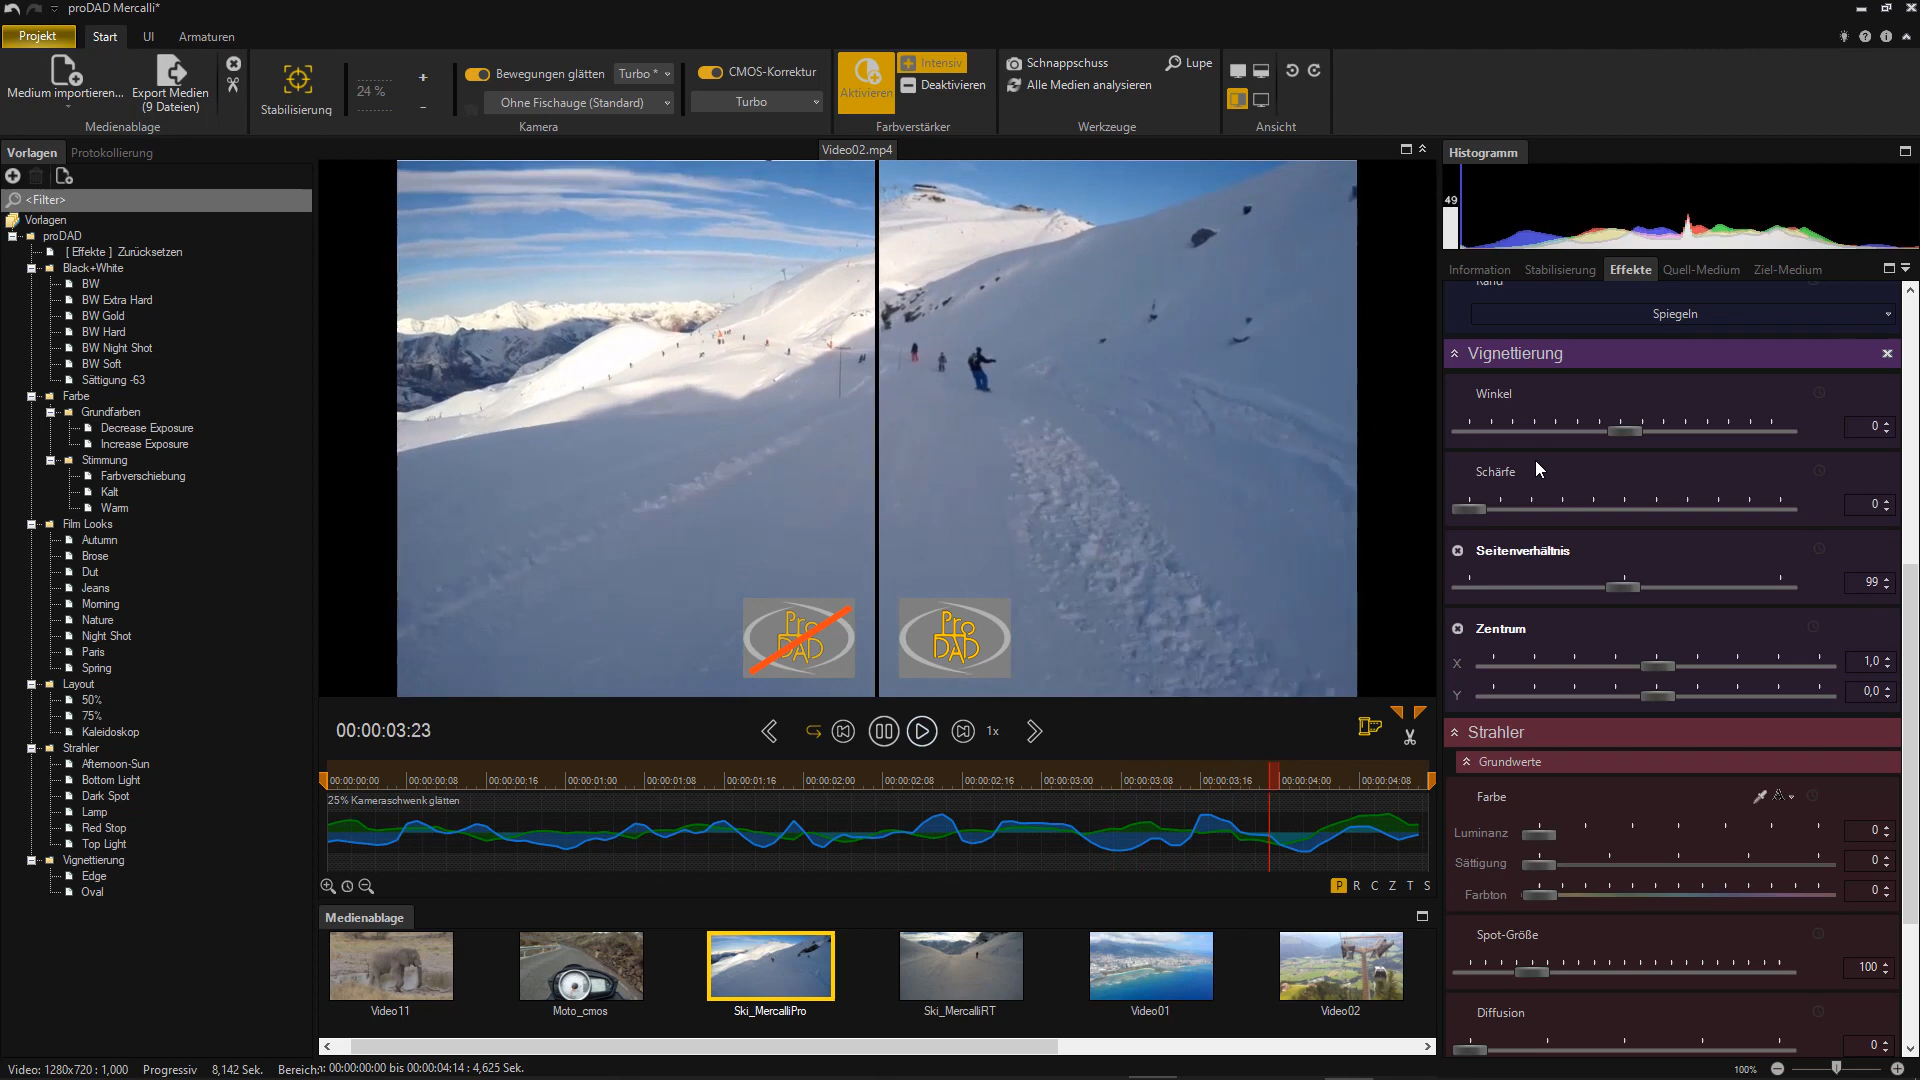 proDAD Mercalli*
Projekt
Start
UI
Armaturen
Medium importieren...
Export Medien
(9 Dateien)
Medienablage
Stabilisierung
24 %
+
-
Bewegungen glätten
Turbo *
Ohne Fischauge (Standard)
Kamera
CMOS-Korrektur
Turbo
Aktivieren
Intensiv
Deaktivieren
Farbverstärker
Schnappschuss
Lupe
Alle Medien analysieren
Werkzeuge
Ansicht
Vorlagen
Protokollierung
<Filter>
Vorlagen
proDAD
[ Effekte ] Zurücksetzen
Black+White
BW
BW Extra Hard
BW Gold
BW Hard
BW Night Shot
BW Soft
Sättigung -63
Farbe
Grundfarben
Decrease Exposure
Increase Exposure
Stimmung
Farbverschiebung
Kalt
Warm
Film Looks
Autumn
Brose
Dut
Jeans
Morning
Nature
Night Shot
Paris
Spring
Layout
50%
75%
Kaleidoskop
Strahler
Afternoon-Sun
Bottom Light
Dark Spot
Lamp
Red Stop
Top Light
Vignettierung
Edge
Oval
Video02.mp4
Pro
DAD
Pro
DAD
00:00:03:23
1x
00:00:00:00
00:00:00:08
00:00:00:16
00:00:01:00
00:00:01:08
00:00:01:16
00:00:02:00
00:00:02:08
00:00:02:16
00:00:03:00
00:00:03:08
00:00:03:16
00:00:04:00
00:00:04:08
25% Kameraschwenk glätten
P R C Z T S
Medienablage
Video11
Moto_cmos
Ski_MercalliPro
Ski_MercalliRT
Video01
Video02
Histogramm
49
Information
Stabilisierung
Effekte
Quell-Medium
Ziel-Medium
Rand
Spiegeln
Vignettierung
Winkel
0
Schärfe
0
Seitenverhältnis
99
Zentrum
X
1,0
Y
0,0
Strahler
Grundwerte
Farbe
Luminanz
0
Sättigung
0
Farbton
0
Spot-Größe
100
Diffusion
0
Video: 1280x720 : 1,000
Progressiv
8,142 Sek.
Bereich: 00:00:00:00 bis 00:00:04:14 : 4,625 Sek.
100%